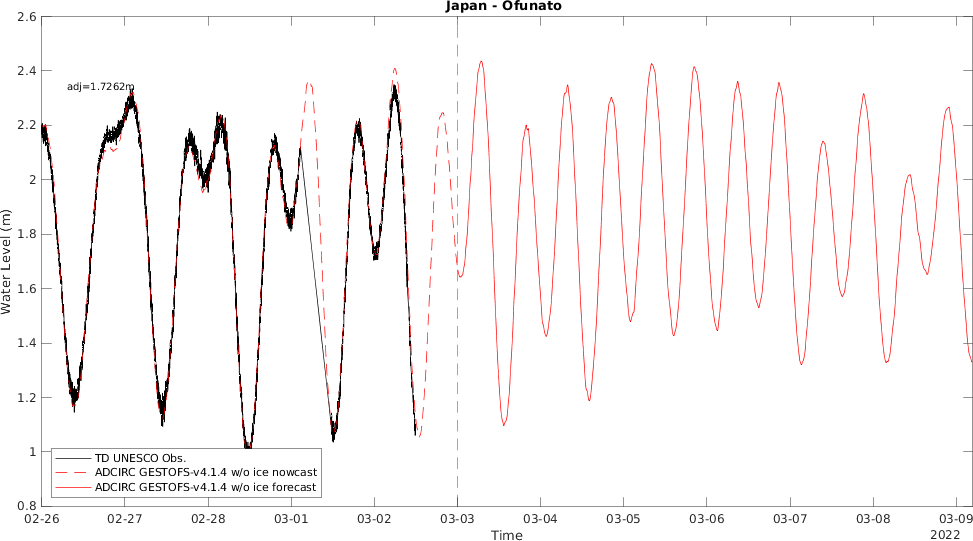 Japan - Ofunato
2.6
2.4
adj=1.7262m
2.2
2
1.8
1.6
1.4
1.2
1
0.8
Water Level (m)
TD UNESCO Obs.
ADCIRC GESTOFS-v4.1.4 w/o ice nowcast
ADCIRC GESTOFS-v4.1.4 w/o ice forecast
02-26 02-27 02-28 03-01 03-02 03-03 03-04 03-05 03-06 03-07 03-08 03-09
Time
2022